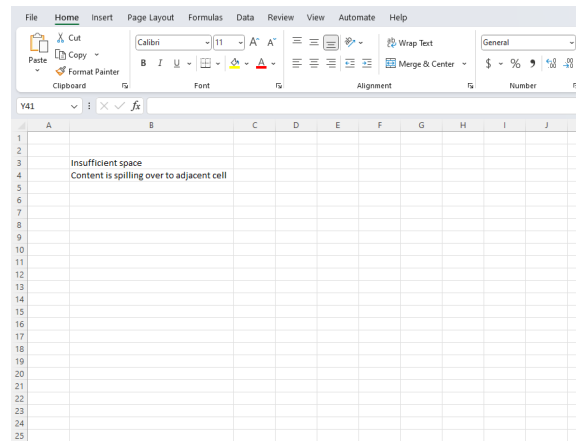 File Home Insert Page Layout Formulas Data Review View Automate Help
Paste
Cut
Copy
Format Painter
Clipboard
Calibri 11 A A
B I U A
Font
Wrap Text
Merge & Center
Alignment
General
$ % 9
Number
Y41 fx
A B C D E F G H I J
1
2
3 Insufficient space
4 Content is spilling over to adjacent cell
5
6
7
8
9
10
11
12
13
14
15
16
17
18
19
20
21
22
23
24
25